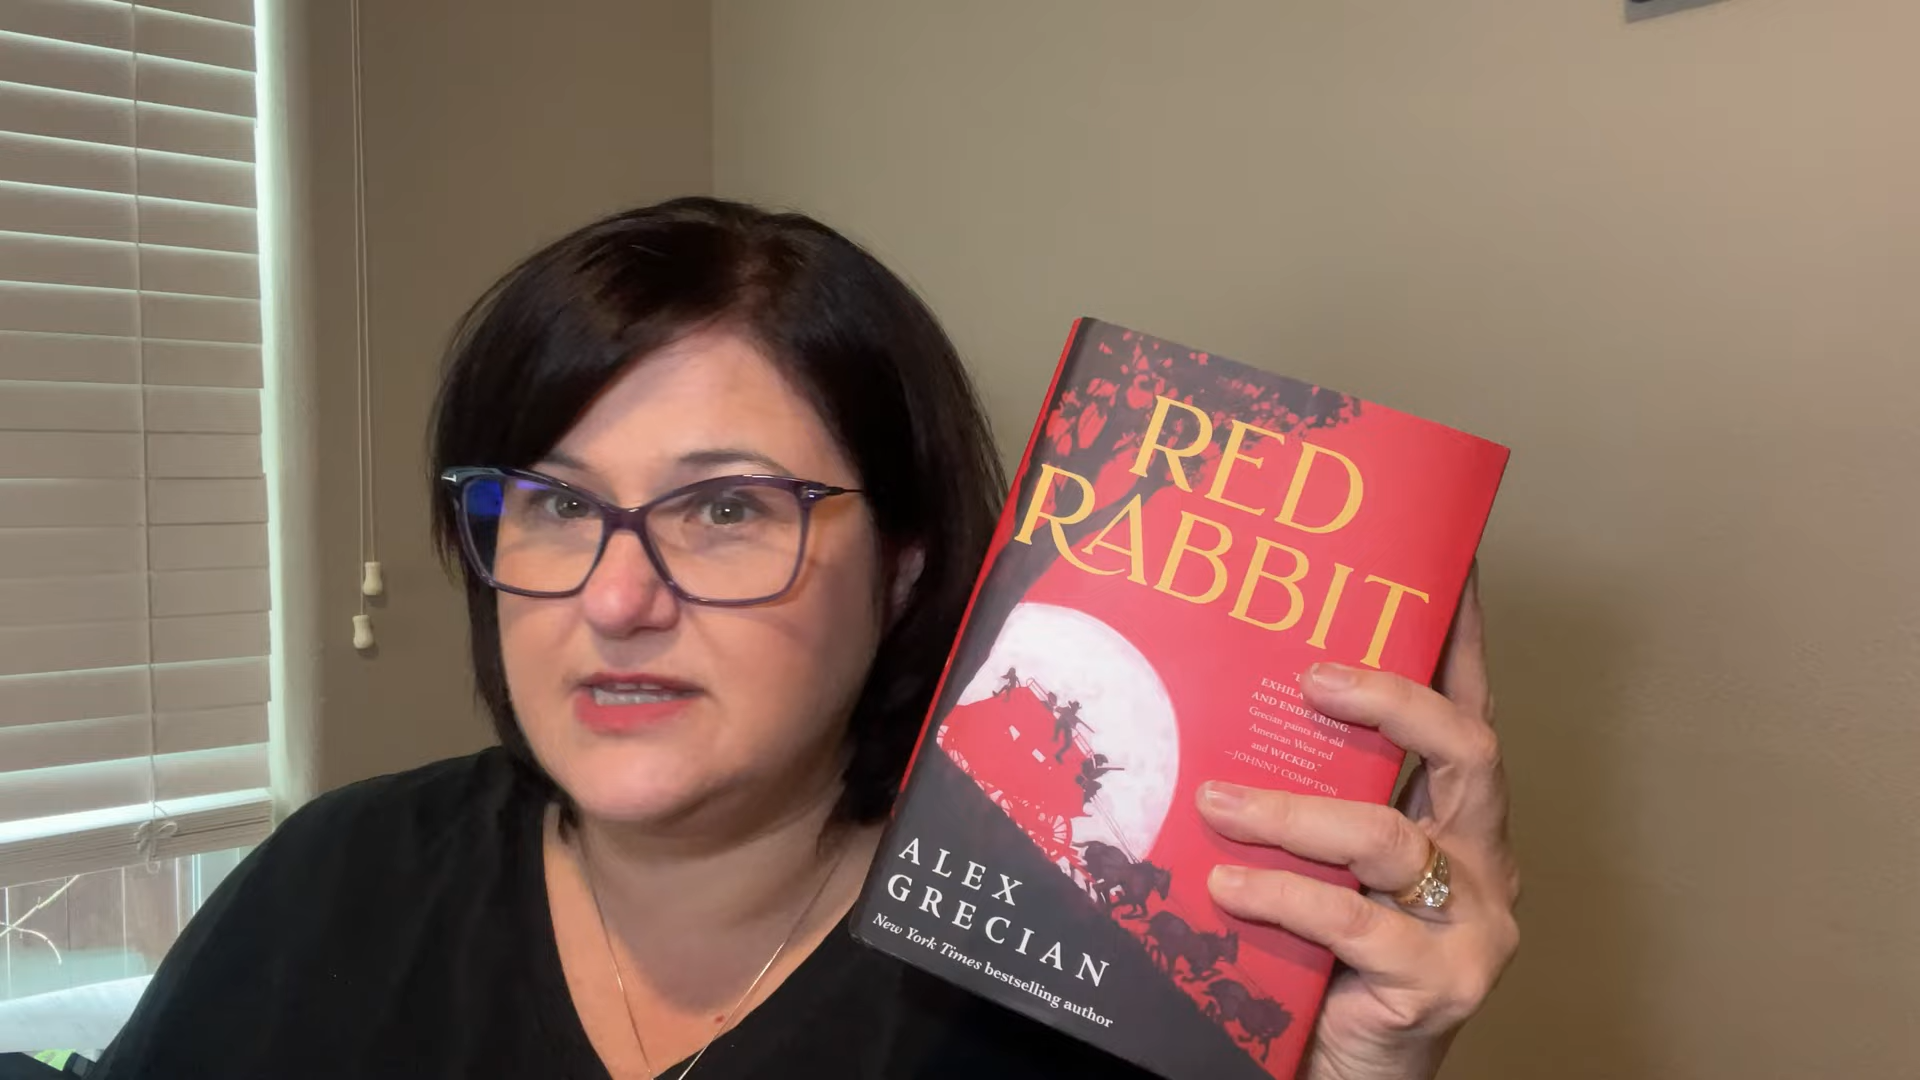 RED
RABBIT
AND ENDEARING.
Grecian paints the old
American West red
and WICKED."
—JOHNNY COMPTON
ALEX
GRECIAN
New York Times bestselling author